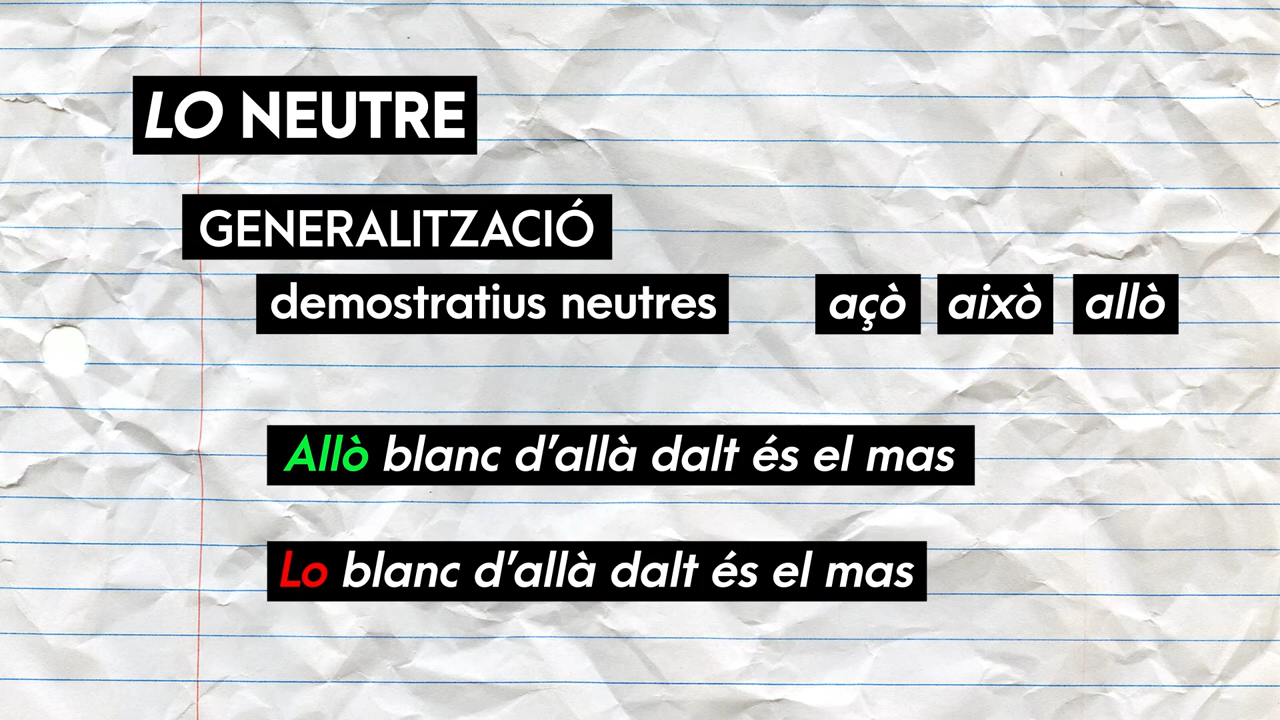 LO NEUTRE
GENERALITZACIÓ
demostratius neutres açò això allò
Allò blanc d'allà dalt és el mas
Lo blanc d'allà dalt és el mas